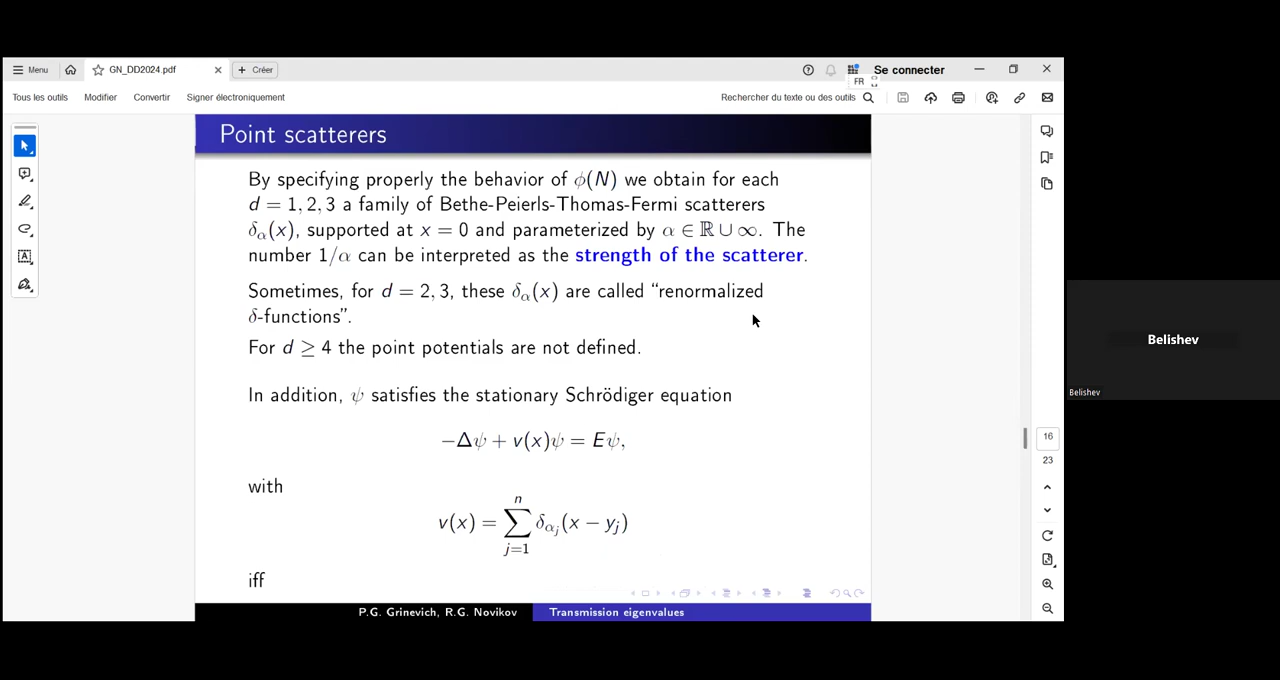 Menu
GN_DD2024.pdf
Créer
Se connecter
FR
Tous les outils
Modifier
Convertir
Signer électroniquement
Rechercher du texte ou des outils
Point scatterers
By specifying properly the behavior of ϕ(N) we obtain for each
d = 1, 2, 3 a family of Bethe-Peierls-Thomas-Fermi scatterers
δ_α(x), supported at x = 0 and parameterized by α ∈ ℝ ∪ ∞. The
number 1/α can be interpreted as the strength of the scatterer.
Sometimes, for d = 2, 3, these δ_α(x) are called "renormalized
δ-functions".
For d ≥ 4 the point potentials are not defined.
In addition, ψ satisfies the stationary Schrödiger equation
−Δψ + v(x)ψ = Eψ,
with
v(x) = ∑_{j=1}^{n} δ_{α_j}(x − y_j)
iff
P.G. Grinevich, R.G. Novikov
Transmission eigenvalues
16
23
Belishev
Belishev